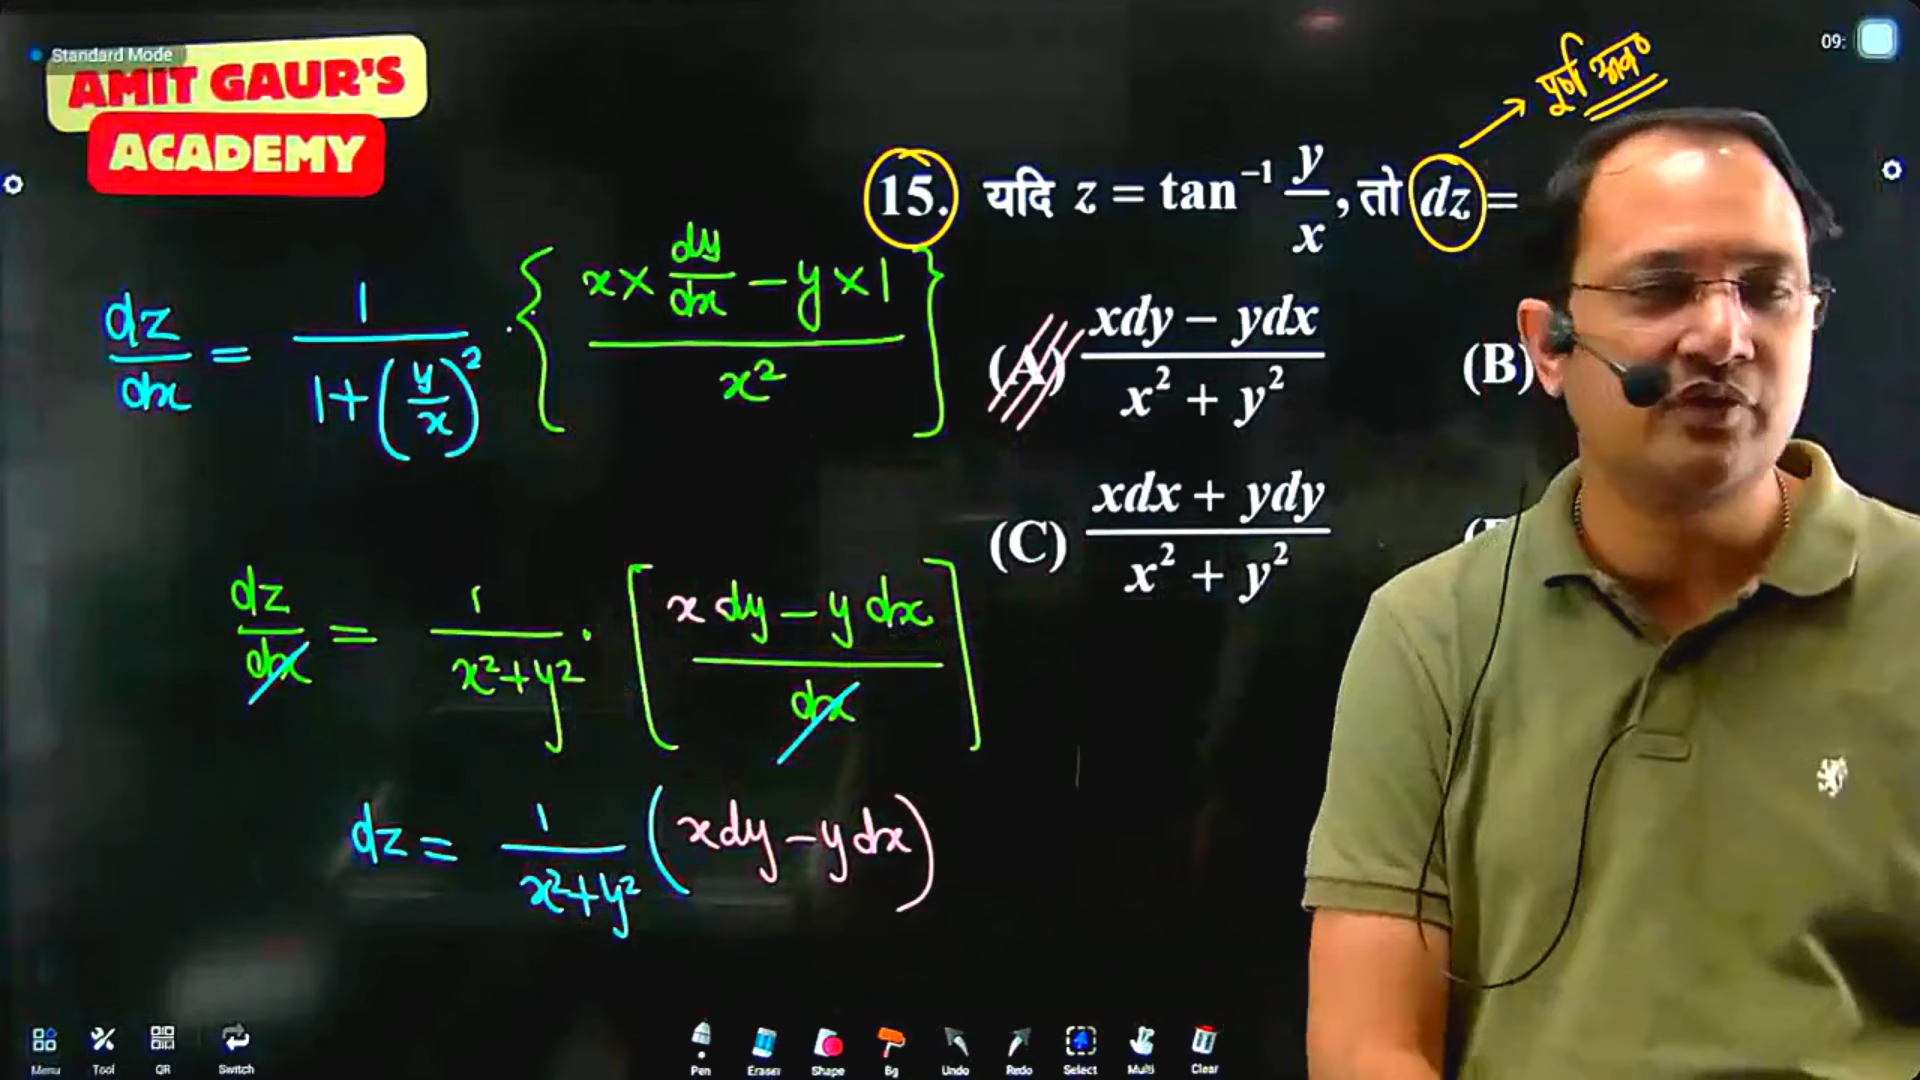 Standard Mode
AMIT GAUR'S
ACADEMY
09:
पूर्ण अव०
15. यदि z = tan⁻¹ y/x, तो dz =
(A) (xdy − ydx)/(x² + y²)
(B)
(C) (xdx + ydy)/(x² + y²)
dz/dx = 1/(1+(y/x)²) · {(x × dy/dx − y × 1)/x²}
dz/dx = 1/(x²+y²) · [(x dy − y dx)/dx]
dz = 1/(x²+y²) (xdy − ydx)
Menu Tool QR Switch Pen Eraser Shape Bg Undo Redo Select Multi Clear